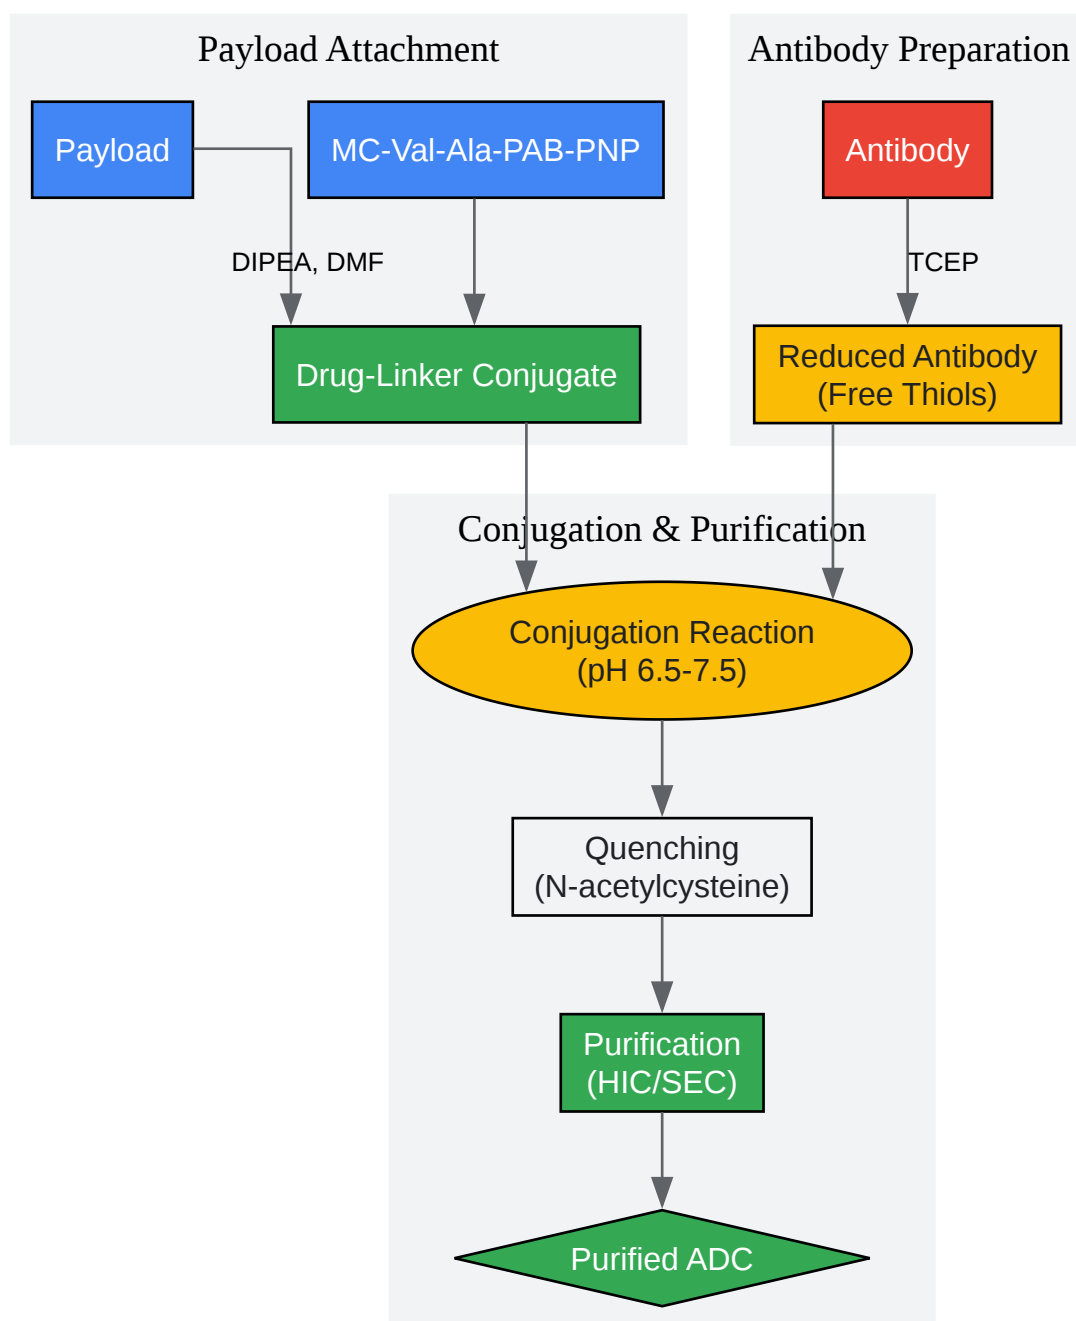 Payload Attachment
Antibody Preparation
Payload
MC-Val-Ala-PAB-PNP
Antibody
DIPEA, DMF
TCEP
Drug-Linker Conjugate
Reduced Antibody
(Free Thiols)
Conjugation & Purification
Conjugation Reaction
(pH 6.5-7.5)
Quenching
(N-acetylcysteine)
Purification
(HIC/SEC)
Purified ADC